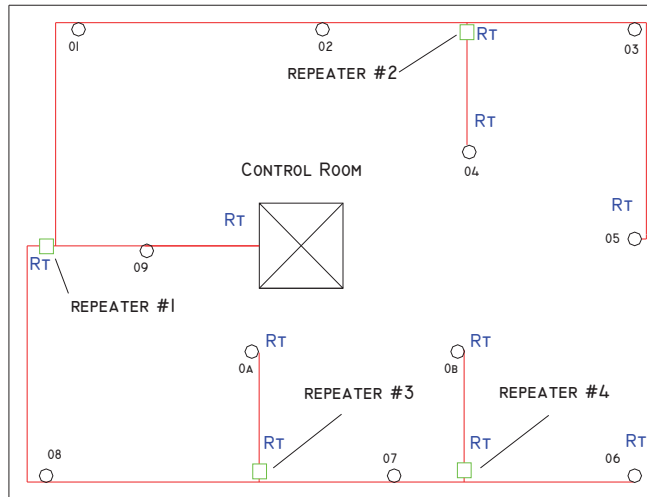 01
02
03
RT
REPEATER #2
RT
04
CONTROL ROOM
RT
RT
05
09
RT
REPEATER #1
RT
RT
0A
0B
REPEATER #3
REPEATER #4
08
RT
07
RT
RT
06